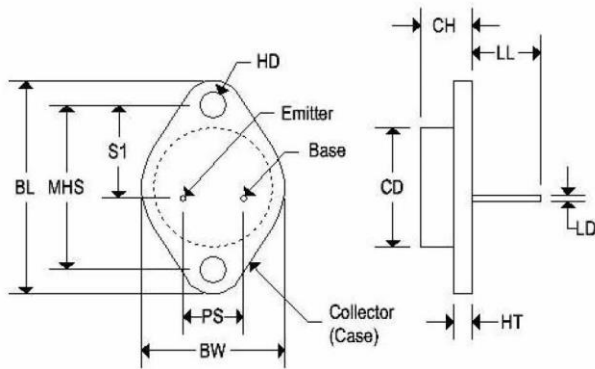 HD
Emitter
Base
S1
MHS
BL
PS
BW
Collector
(Case)
CH
LL
CD
LD
HT